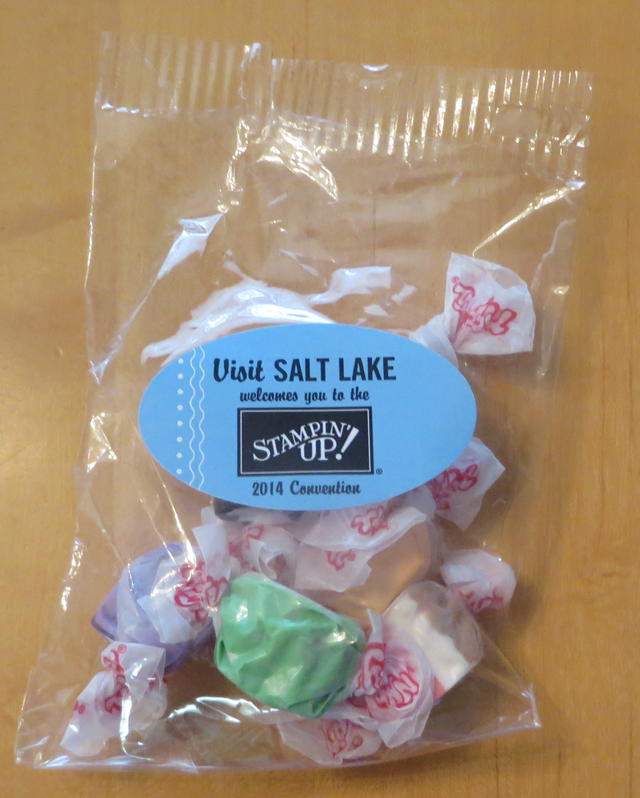 Visit SALT LAKE
welcomes you to the
STAMPIN'
UP!®
2014 Convention